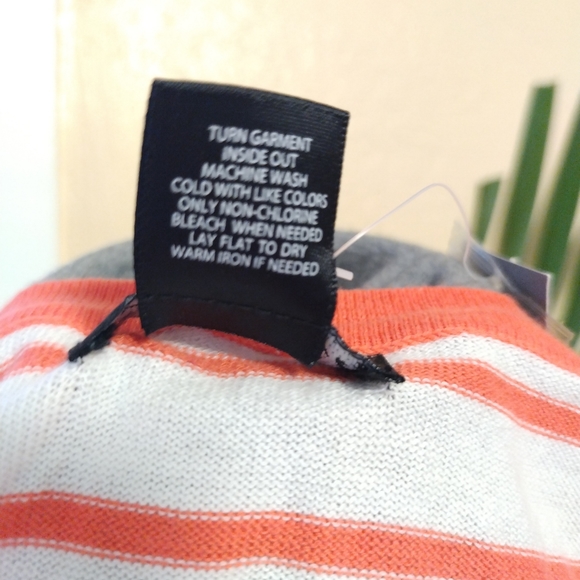 TURN GARMENT
INSIDE OUT
MACHINE WASH
COLD WITH LIKE COLORS
ONLY NON-CHLORINE
BLEACH WHEN NEEDED
LAY FLAT TO DRY
WARM IRON IF NEEDED